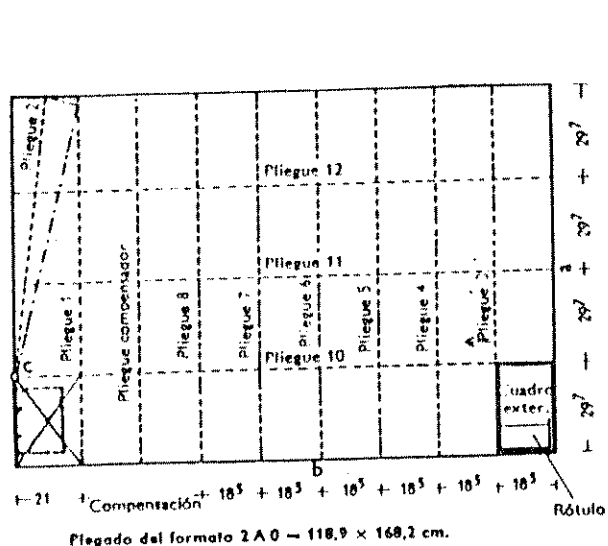 Pliegue 2
Pliegue 12
Pliegue 11
Pliegue 10
Pliegue 1
Pliegue compensador
Pliegue 8
Pliegue 7
Pliegue 6
Pliegue 5
Pliegue 4
Pliegue 3
A
C
Cuadro
exter.
29⁷
29⁷
a
29⁷
29⁷
b
21 Compensación 18⁵ 18⁵ 18⁵ 18⁵ 18⁵ 18⁵
Rótulo
Plegado del formato 2 A 0 — 118,9 × 168,2 cm.